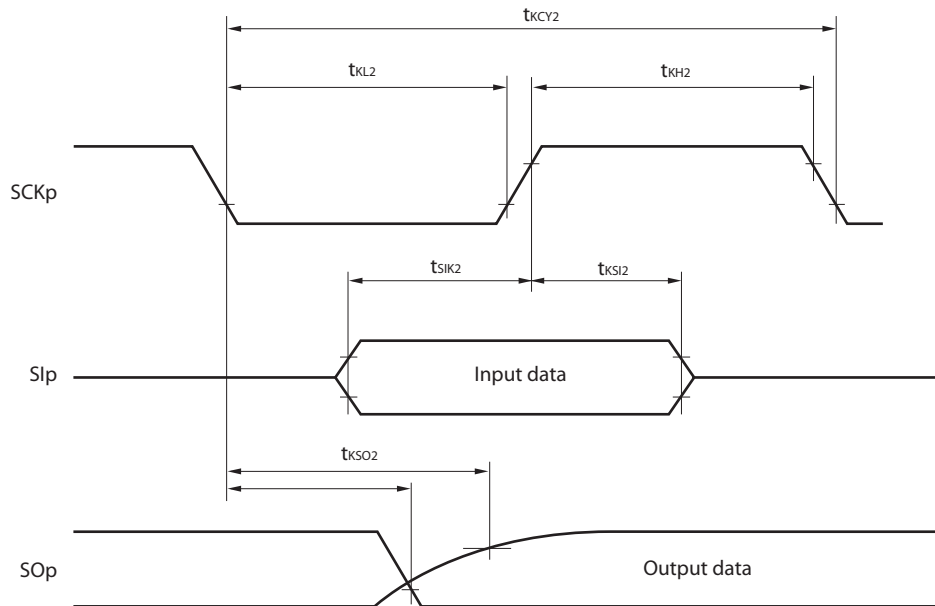 tKCY2
tKL2
tKH2
SCKp
tSIK2
tKSI2
SIp
Input data
tKSO2
SOp
Output data